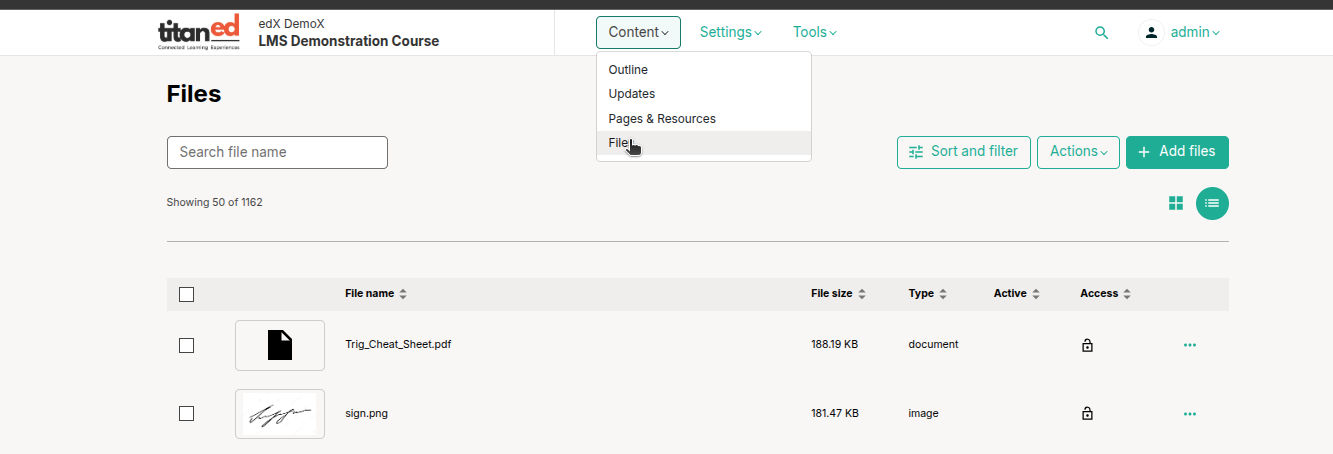 titaned
Connected Learning Experiences
edX DemoX
LMS Demonstration Course
Content
Settings
Tools
admin
Outline
Updates
Pages & Resources
File
Files
Search file name
Sort and filter
Actions
+ Add files
Showing 50 of 1162
File name
File size
Type
Active
Access
Trig_Cheat_Sheet.pdf
188.19 KB
document
sign.png
181.47 KB
image